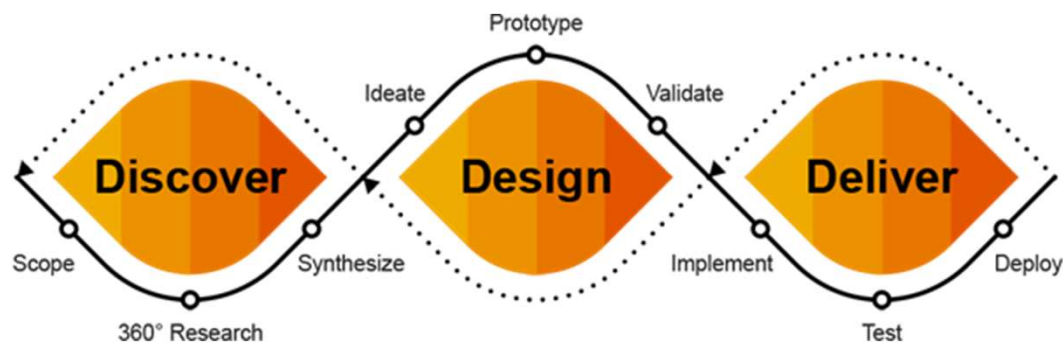 Prototype
Ideate
Validate
Discover
Design
Deliver
Scope
Synthesize
Implement
Deploy
360° Research
Test